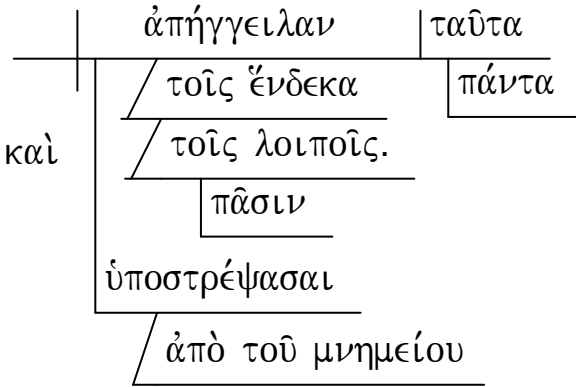 ἀπήγγειλαν ταῦτα
τοῖς ἕνδεκα πάντα
καὶ τοῖς λοιποῖς.
πᾶσιν
ὑποστρέψασαι
ἀπὸ τοῦ μνημείου